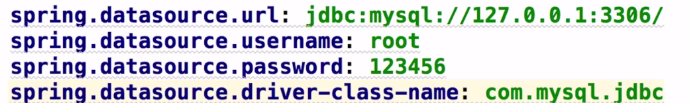 spring.datasource.url: jdbc:mysql://127.0.0.1:3306/
spring.datasource.username: root
spring.datasource.password: 123456
spring.datasource.driver-class-name: com.mysql.jdbc